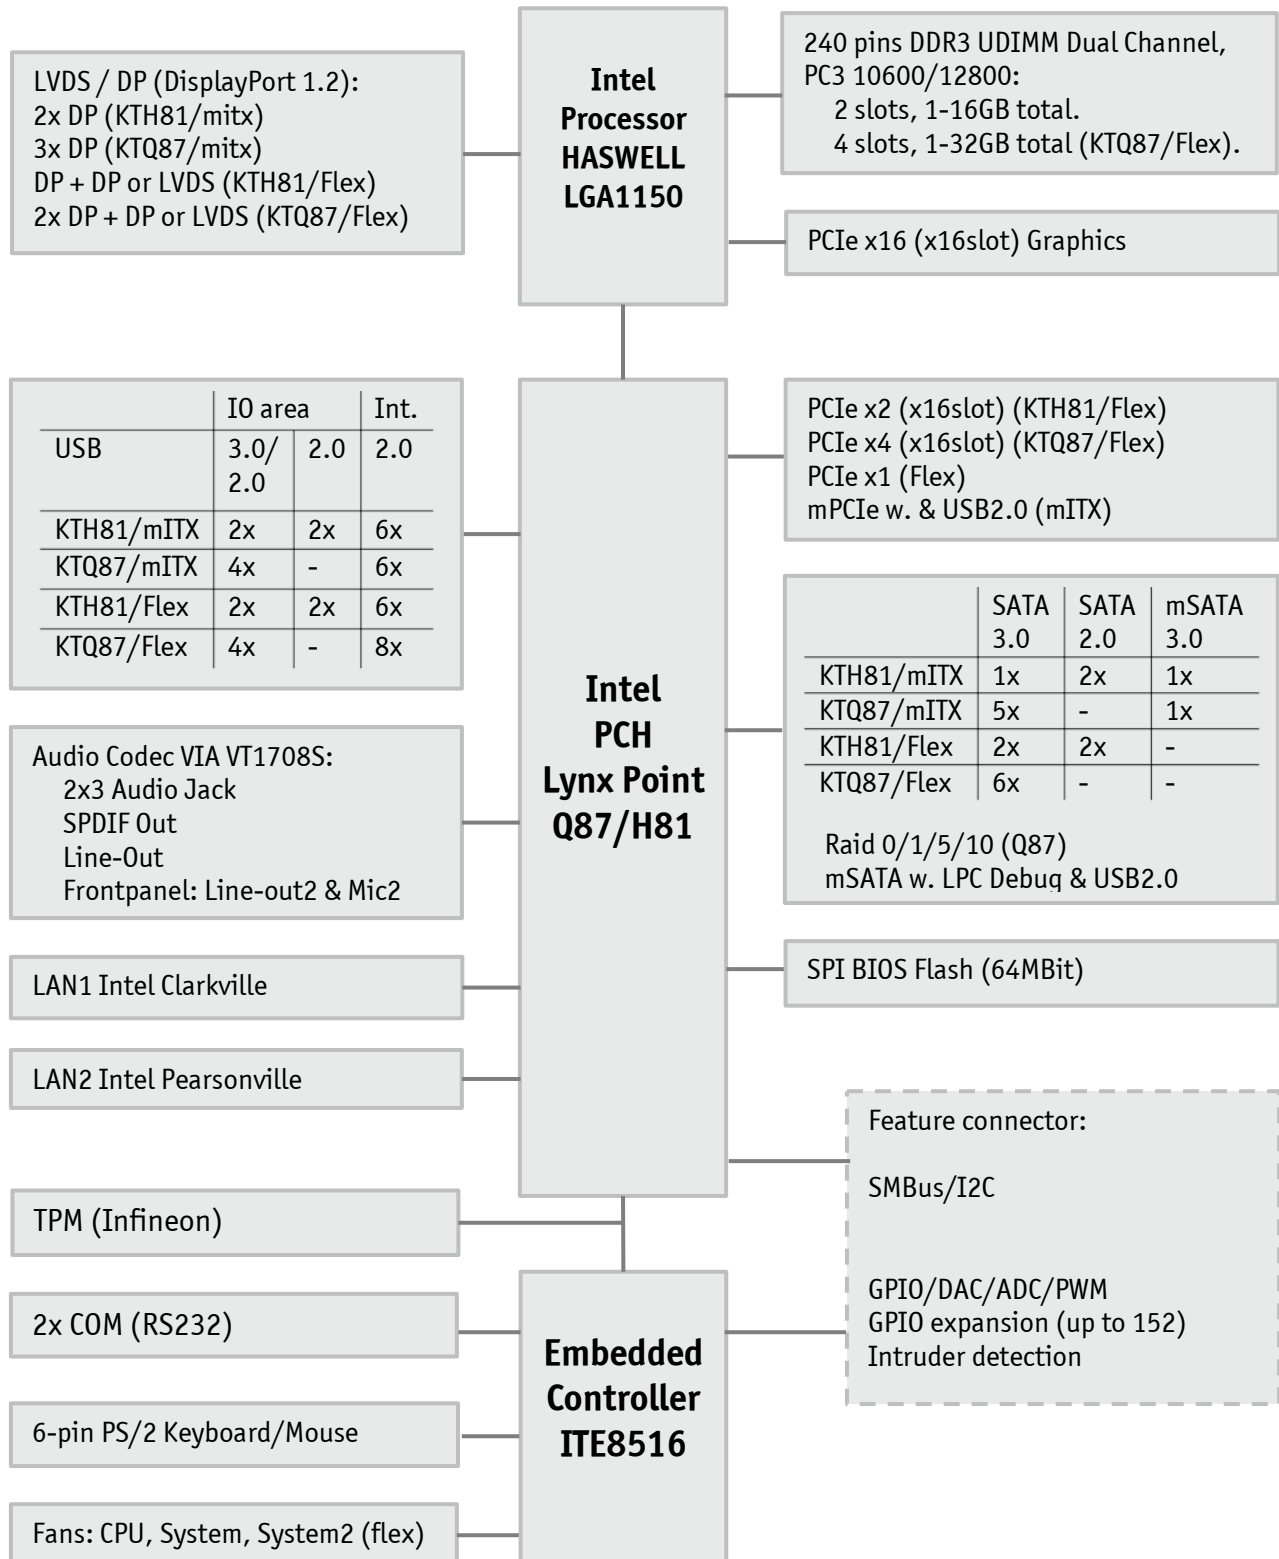 Intel
Processor
HASWELL
LGA1150
LVDS / DP (DisplayPort 1.2):
2x DP (KTH81/mitx)
3x DP (KTQ87/mitx)
DP + DP or LVDS (KTH81/Flex)
2x DP + DP or LVDS (KTQ87/Flex)
240 pins DDR3 UDIMM Dual Channel,
PC3 10600/12800:
2 slots, 1-16GB total.
4 slots, 1-32GB total (KTQ87/Flex).
PCIe x16 (x16slot) Graphics
IO area Int.
USB 3.0/ 2.0 2.0
2.0
KTH81/mITX 2x 2x 6x
KTQ87/mITX 4x - 6x
KTH81/Flex 2x 2x 6x
KTQ87/Flex 4x - 8x
PCIe x2 (x16slot) (KTH81/Flex)
PCIe x4 (x16slot) (KTQ87/Flex)
PCIe x1 (Flex)
mPCIe w. & USB2.0 (mITX)
SATA SATA mSATA
3.0 2.0 3.0
KTH81/mITX 1x 2x 1x
KTQ87/mITX 5x - 1x
KTH81/Flex 2x 2x -
KTQ87/Flex 6x - -
Raid 0/1/5/10 (Q87)
mSATA w. LPC Debug & USB2.0
Intel
PCH
Lynx Point
Q87/H81
Audio Codec VIA VT1708S:
2x3 Audio Jack
SPDIF Out
Line-Out
Frontpanel: Line-out2 & Mic2
LAN1 Intel Clarkville
SPI BIOS Flash (64MBit)
LAN2 Intel Pearsonville
Feature connector:
SMBus/I2C
GPIO/DAC/ADC/PWM
GPIO expansion (up to 152)
Intruder detection
TPM (Infineon)
2x COM (RS232)
Embedded
Controller
ITE8516
6-pin PS/2 Keyboard/Mouse
Fans: CPU, System, System2 (flex)